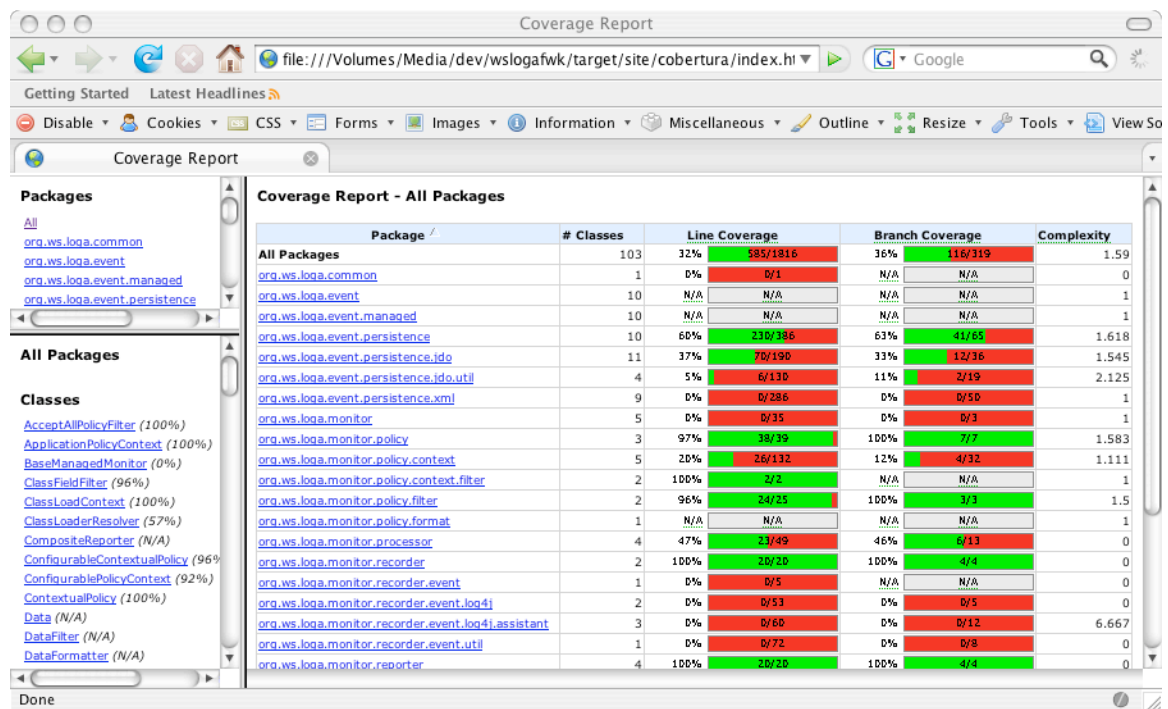 Coverage Report
file:///Volumes/Media/dev/wslogafwk/target/site/cobertura/index.ht
G Google
Getting Started Latest Headlines
Disable Cookies CSS Forms Images Information Miscellaneous Outline Resize Tools View So
Coverage Report
Packages
All
org.ws.loga.common
org.ws.loga.event
org.ws.loga.event.managed
org.ws.loga.event.persistence
All Packages
Classes
AcceptAllPolicyFilter (100%)
ApplicationPolicyContext (100%)
BaseManagedMonitor (0%)
ClassFieldFilter (96%)
ClassLoadContext (100%)
ClassLoaderResolver (57%)
CompositeReporter (N/A)
ConfigurableContextualPolicy (96%
ConfigurablePolicyContext (92%)
ContextualPolicy (100%)
Data (N/A)
DataFilter (N/A)
DataFormatter (N/A)
Coverage Report - All Packages
Package # Classes Line Coverage Branch Coverage Complexity
All Packages 103 32% 585/1816 36% 116/319 1.59
org.ws.loga.common 1 0% 0/1 N/A N/A 0
org.ws.loga.event 10 N/A N/A N/A N/A 1
org.ws.loga.event.managed 10 N/A N/A N/A N/A 1
org.ws.loga.event.persistence 10 60% 230/386 63% 41/65 1.618
org.ws.loga.event.persistence.jdo 11 37% 70/190 33% 12/36 1.545
org.ws.loga.event.persistence.jdo.util 4 5% 6/130 11% 2/19 2.125
org.ws.loga.event.persistence.xml 9 0% 0/286 0% 0/50 1
org.ws.loga.monitor 5 0% 0/35 0% 0/3 1
org.ws.loga.monitor.policy 3 97% 38/39 100% 7/7 1.583
org.ws.loga.monitor.policy.context 5 20% 26/132 12% 4/32 1.111
org.ws.loga.monitor.policy.context.filter 2 100% 2/2 N/A N/A 1
org.ws.loga.monitor.policy.filter 2 96% 24/25 100% 3/3 1.5
org.ws.loga.monitor.policy.format 1 N/A N/A N/A N/A 1
org.ws.loga.monitor.processor 4 47% 23/49 46% 6/13 0
org.ws.loga.monitor.recorder 2 100% 20/20 100% 4/4 0
org.ws.loga.monitor.recorder.event 1 0% 0/5 N/A N/A 0
org.ws.loga.monitor.recorder.event.log4j 2 0% 0/53 0% 0/5 0
org.ws.loga.monitor.recorder.event.log4j.assistant 3 0% 0/60 0% 0/12 6.667
org.ws.loga.monitor.recorder.event.util 1 0% 0/72 0% 0/8 0
org.ws.loga.monitor.reporter 4 100% 20/20 100% 4/4 0
Done